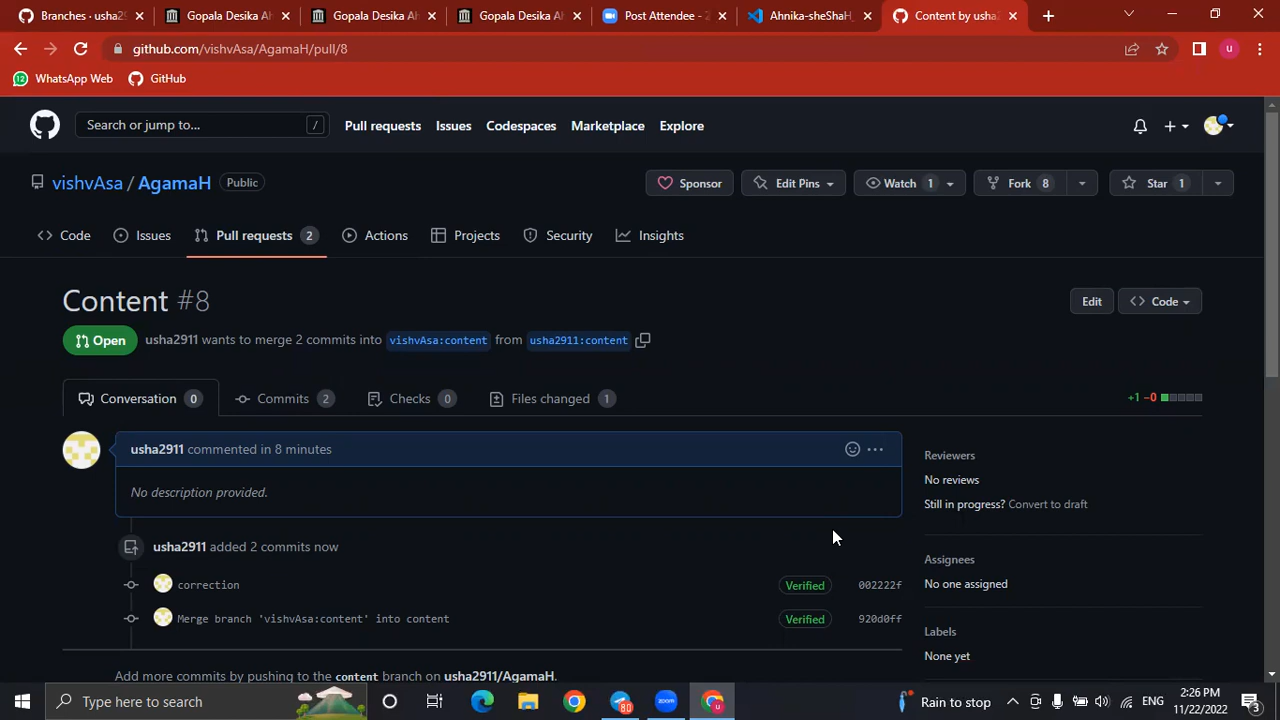 Branches - usha2
Gopala Desika Ah
Gopala Desika Ah
Gopala Desika Ah
Post Attendee - Z
Ahnika-sheShaH
Content by usha2
github.com/vishvAsa/AgamaH/pull/8
u
WhatsApp Web
GitHub
Search or jump to...
/
Pull requests
Issues
Codespaces
Marketplace
Explore
vishvAsa / AgamaH
Public
Sponsor
Edit Pins
Watch 1
Fork 8
Star 1
Code
Issues
Pull requests 2
Actions
Projects
Security
Insights
Content #8
Edit
Code
Open
usha2911 wants to merge 2 commits into vishvAsa:content from usha2911:content
Conversation 0
Commits 2
Checks 0
Files changed 1
+1 −0
usha2911 commented in 8 minutes
No description provided.
usha2911 added 2 commits now
correction
Verified
002222f
Merge branch 'vishvAsa:content' into content
Verified
920d0ff
Add more commits by pushing to the content branch on usha2911/AgamaH.
Reviewers
No reviews
Still in progress? Convert to draft
Assignees
No one assigned
Labels
None yet
Type here to search
80
zoom
u
Rain to stop
ENG
2:26 PM
11/22/2022
3